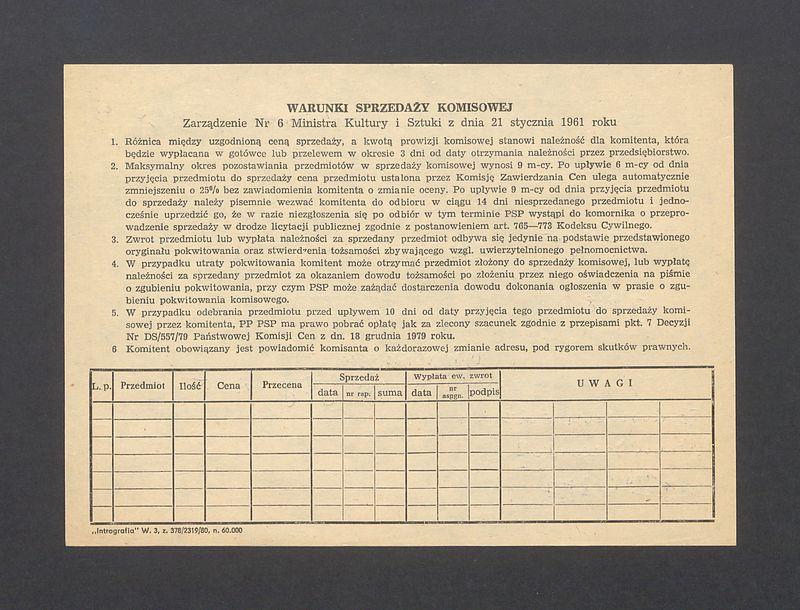 WARUNKI SPRZEDAŻY KOMISOWEJ
Zarządzenie Nr 6 Ministra Kultury i Sztuki z dnia 21 stycznia 1961 roku
1. Różnica między uzgodnioną ceną sprzedaży, a kwotą prowizji komisowej stanowi należność dla komitenta, która
będzie wypłacana w gotówce lub przelewem w okresie 3 dni od daty otrzymania należności przez przedsiębiorstwo.
2. Maksymalny okres pozostawiania przedmiotów w sprzedaży komisowej wynosi 9 m-cy. Po upływie 6 m-cy od dnia
przyjęcia przedmiotu do sprzedaży cena przedmiotu ustalona przez Komisję Zawierdzania Cen ulega automatycznie
zmniejszeniu o 25% bez zawiadomienia komitenta o zmianie oceny. Po upływie 9 m-cy od dnia przyjęcia przedmiotu
do sprzedaży należy pisemnie wezwać komitenta do odbioru w ciągu 14 dni niesprzedanego przedmiotu i jedno-
cześnie uprzedzić go, że w razie niezgłoszenia się po odbiór w tym terminie PSP wystąpi do komornika o przepro-
wadzenie sprzedaży w drodze licytacji publicznej zgodnie z postanowieniem art. 765—773 Kodeksu Cywilnego.
3. Zwrot przedmiotu lub wypłata należności za sprzedany przedmiot odbywa się jedynie na podstawie przedstawionego
oryginału pokwitowania oraz stwierdzenia tożsamości zbywającego wzgl. uwierzytelnionego pełnomocnictwa.
4. W przypadku utraty pokwitowania komitent może otrzymać przedmiot złożony do sprzedaży komisowej, lub wypłatę
należności za sprzedany przedmiot za okazaniem dowodu tożsamości po złożeniu przez niego oświadczenia na piśmie
o zgubieniu pokwitowania, przy czym PSP może zażądać dostarczenia dowodu dokonania ogłoszenia w prasie o zgu-
bieniu pokwitowania komisowego.
5. W przypadku odebrania przedmiotu przed upływem 10 dni od daty przyjęcia tego przedmiotu do sprzedaży komi-
sowej przez komitenta, PP PSP ma prawo pobrać opłatę jak za zlecony szacunek zgodnie z przepisami pkt. 7 Decyzji
Nr DS/557/79 Państwowej Komisji Cen z dn. 18 grudnia 1979 roku.
6 Komitent obowiązany jest powiadomić komisanta o każdorazowej zmianie adresu, pod rygorem skutków prawnych.
L. p. Przedmiot Ilość Cena Przecena Sprzedaż Wypłata ew. zwrot UWAGI
data nr rap. suma data nr aspgn. podpis
„Intrografia" W. 3, z. 378/2319/80, n. 60.000